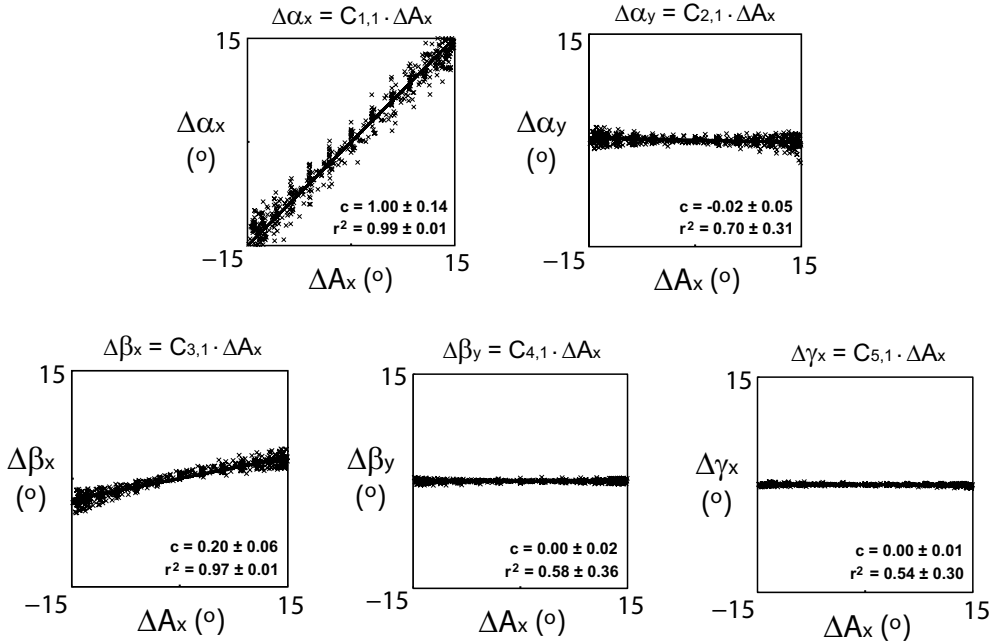 Δαx = C1,1 · ΔAx
Δαy = C2,1 · ΔAx
15
Δαx
(o)
c = 1.00 ± 0.14
r² = 0.99 ± 0.01
−15
15
ΔAx (o)
15
Δαy
(o)
c = -0.02 ± 0.05
r² = 0.70 ± 0.31
−15
15
ΔAx (o)
Δβx = C3,1 · ΔAx
Δβy = C4,1 · ΔAx
Δγx = C5,1 · ΔAx
15
Δβx
(o)
c = 0.20 ± 0.06
r² = 0.97 ± 0.01
−15
15
ΔAx (o)
15
Δβy
(o)
c = 0.00 ± 0.02
r² = 0.58 ± 0.36
−15
15
ΔAx (o)
15
Δγx
(o)
c = 0.00 ± 0.01
r² = 0.54 ± 0.30
−15
15
ΔAx (o)